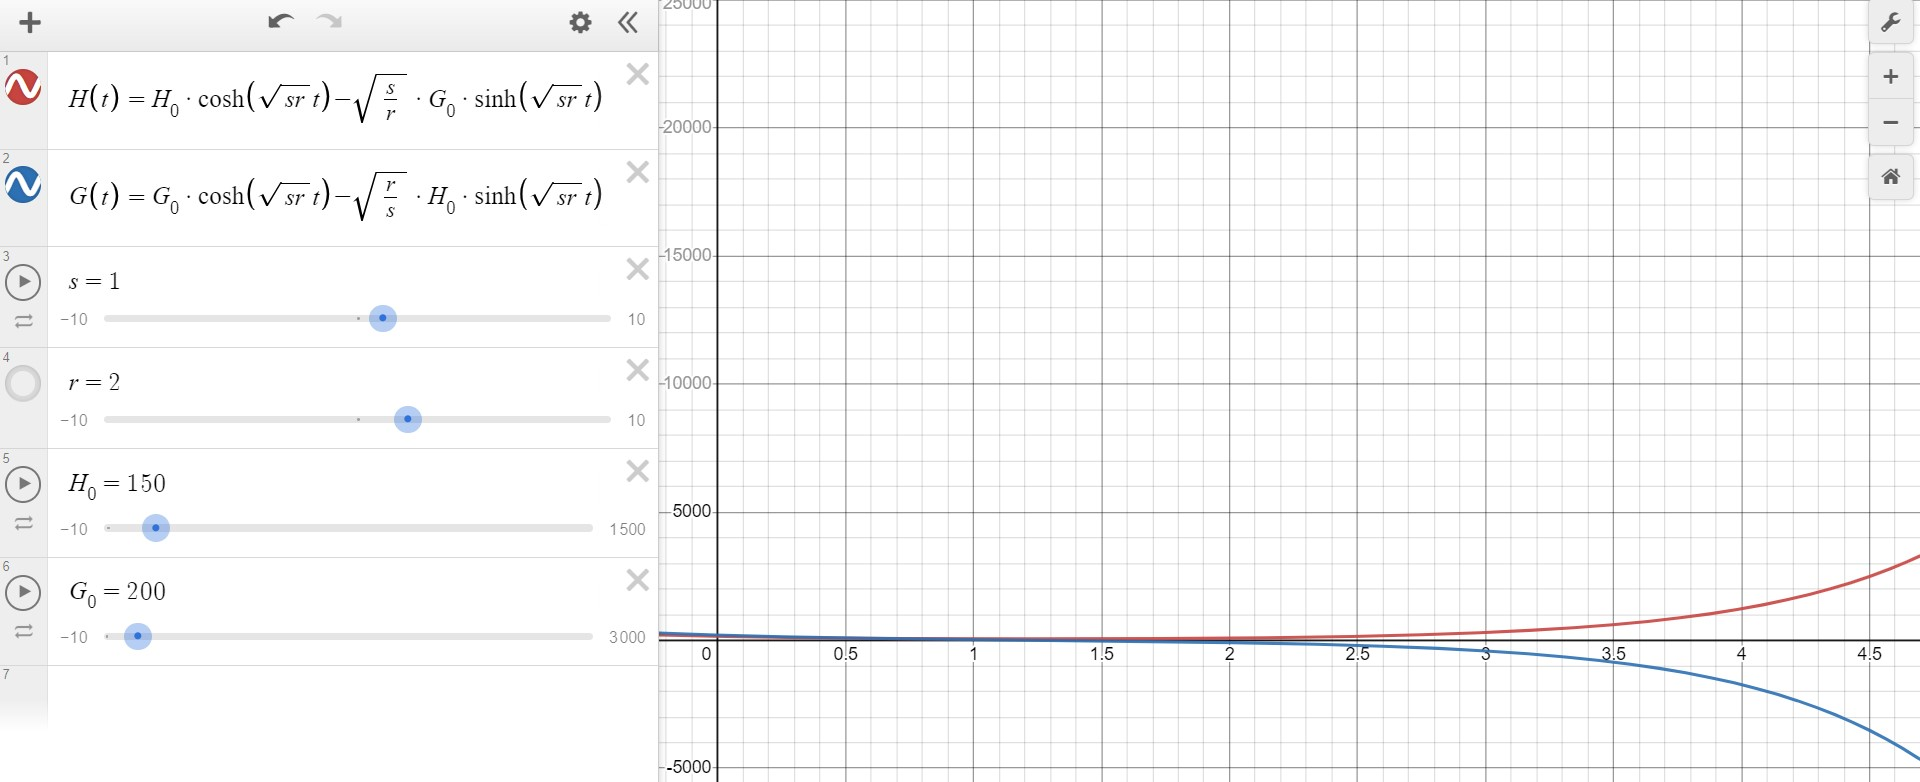 1
H(t) = H₀ · cosh(√sr t) − √(s/r) · G₀ · sinh(√sr t)
2
G(t) = G₀ · cosh(√sr t) − √(r/s) · H₀ · sinh(√sr t)
3
s = 1
−10 10
4
r = 2
−10 10
5
H₀ = 150
−10 1500
6
G₀ = 200
−10 3000
7
25000
20000
15000
10000
5000
0 0.5 1 1.5 2 2.5 3 3.5 4 4.5
-5000